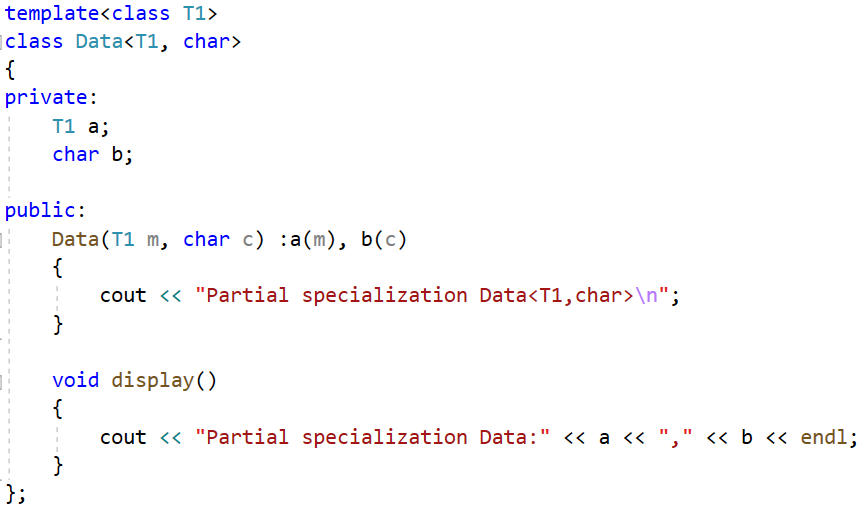 template<class T1>
class Data<T1, char>
{
private:
    T1 a;
    char b;

public:
    Data(T1 m, char c) :a(m), b(c)
    {
        cout << "Partial specialization Data<T1,char>\n";
    }

    void display()
    {
        cout << "Partial specialization Data:" << a << "," << b << endl;
    }
};